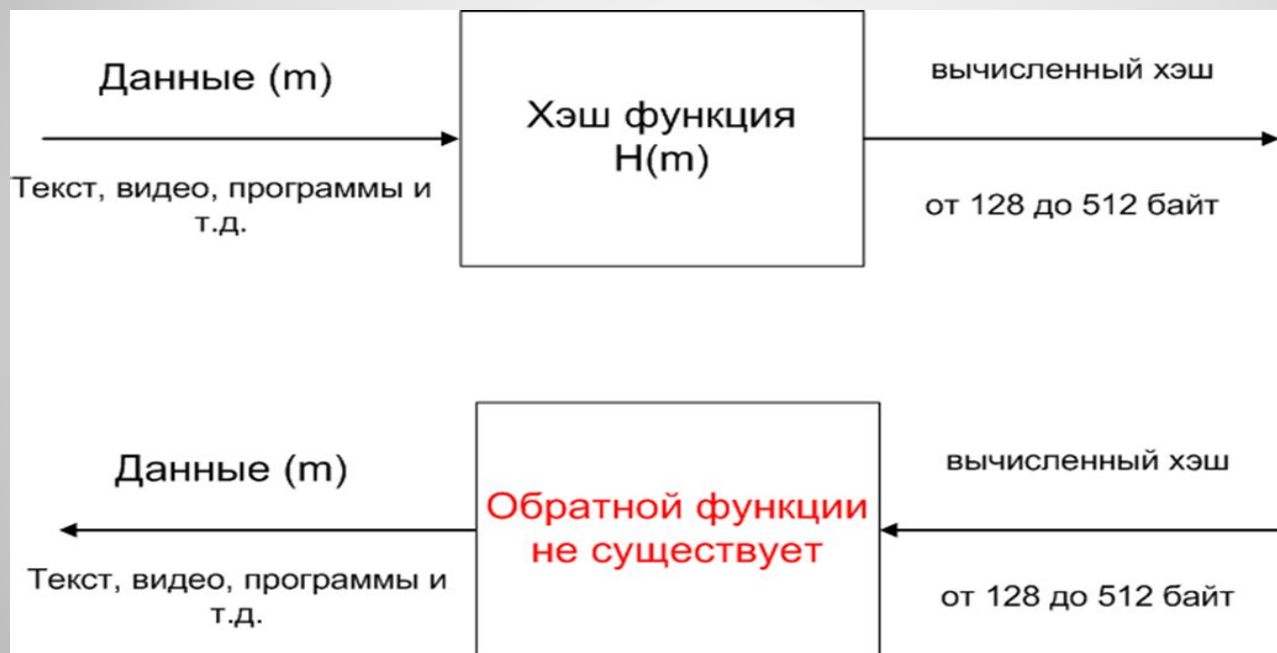 Данные (m)
Текст, видео, программы и
т.д.
Хэш функция
H(m)
вычисленный хэш
от 128 до 512 байт
Данные (m)
Текст, видео, программы и
т.д.
Обратной функции
не существует
вычисленный хэш
от 128 до 512 байт